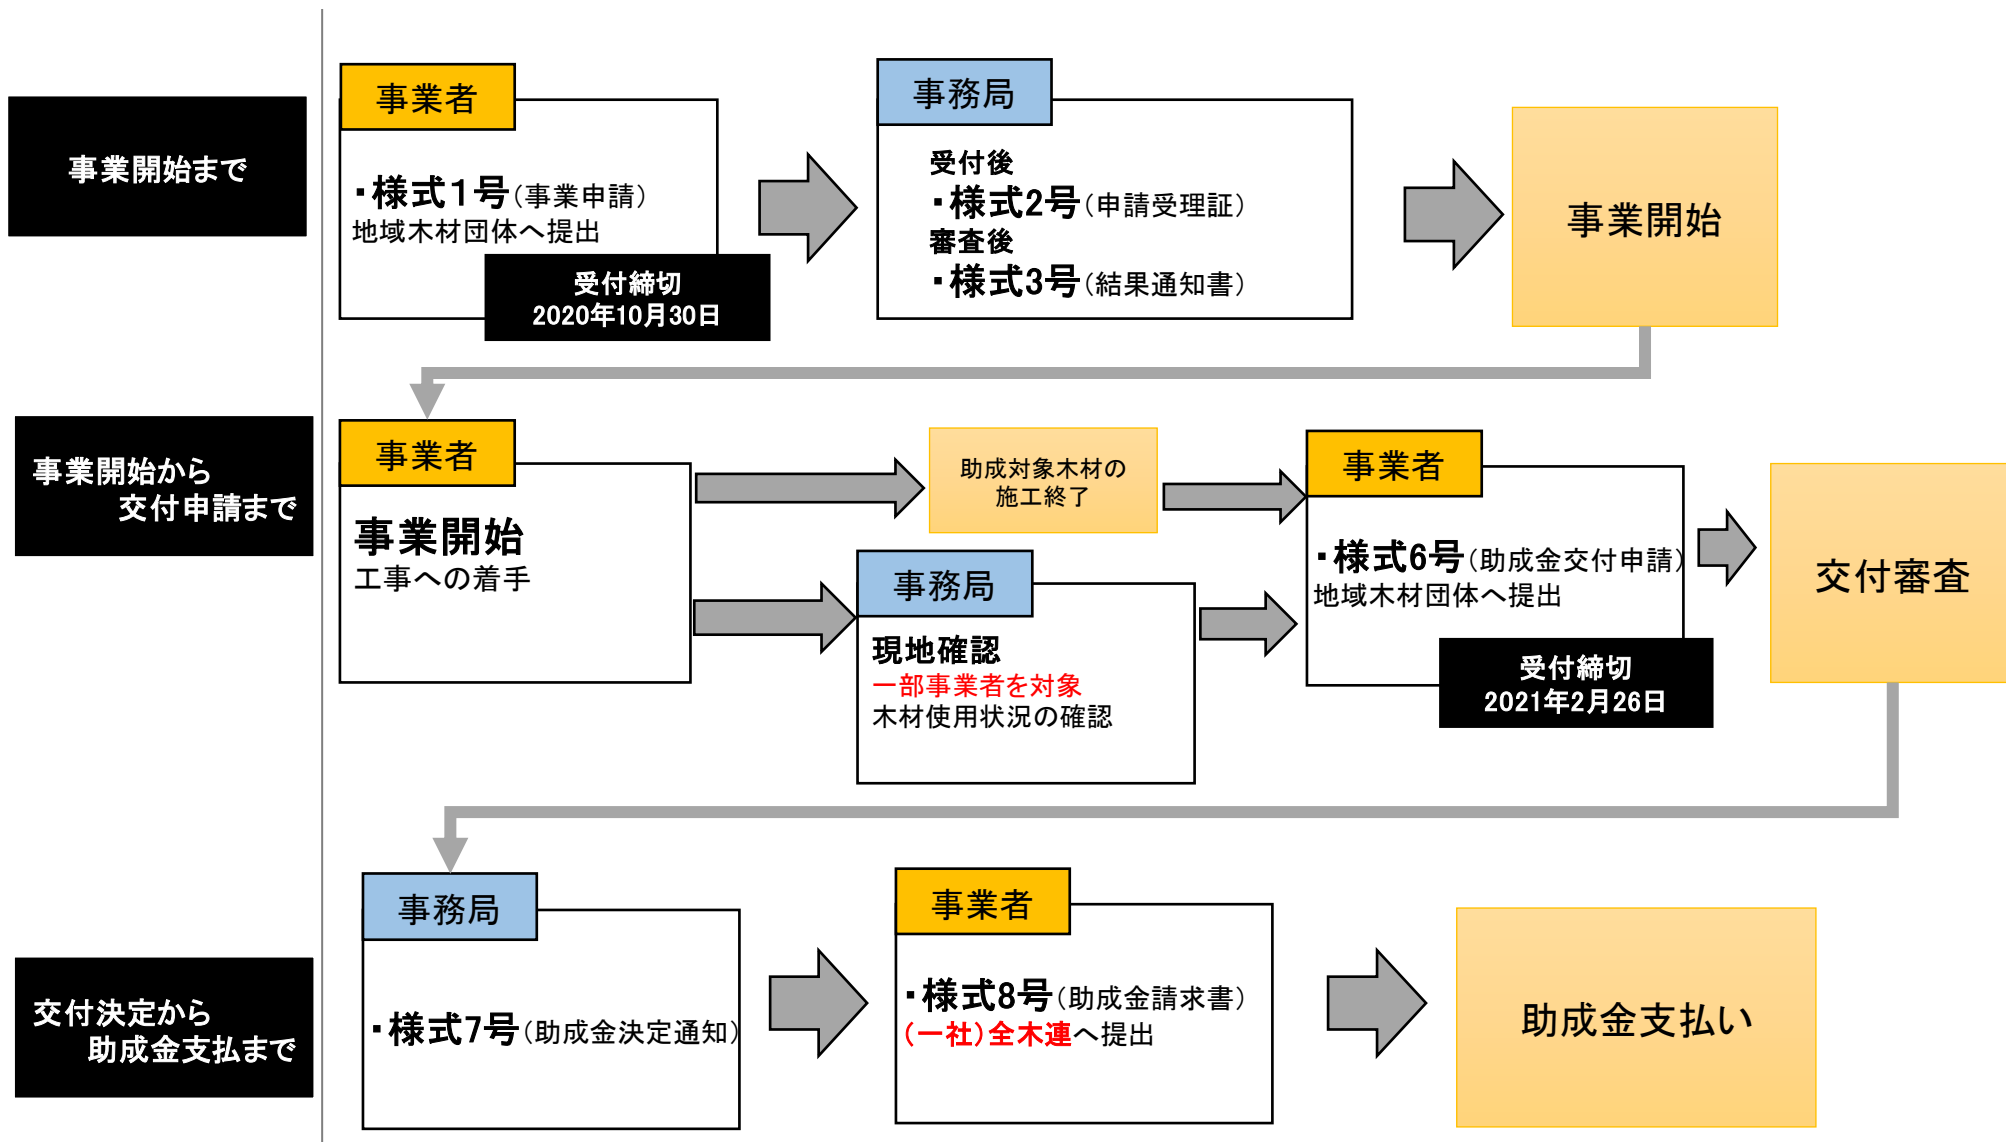 事業開始まで
事業者
・様式1号(事業申請)
地域木材団体へ提出
受付締切
2020年10月30日
事務局
受付後
・様式2号(申請受理証)
審査後
・様式3号(結果通知書)
事業開始
事業開始から
交付申請まで
事業者
事業開始
工事への着手
助成対象木材の
施工終了
事務局
現地確認
一部事業者を対象
木材使用状況の確認
事業者
・様式6号(助成金交付申請)
地域木材団体へ提出
受付締切
2021年2月26日
交付審査
交付決定から
助成金支払まで
事務局
・様式7号(助成金決定通知)
事業者
・様式8号(助成金請求書)
(一社)全木連へ提出
助成金支払い